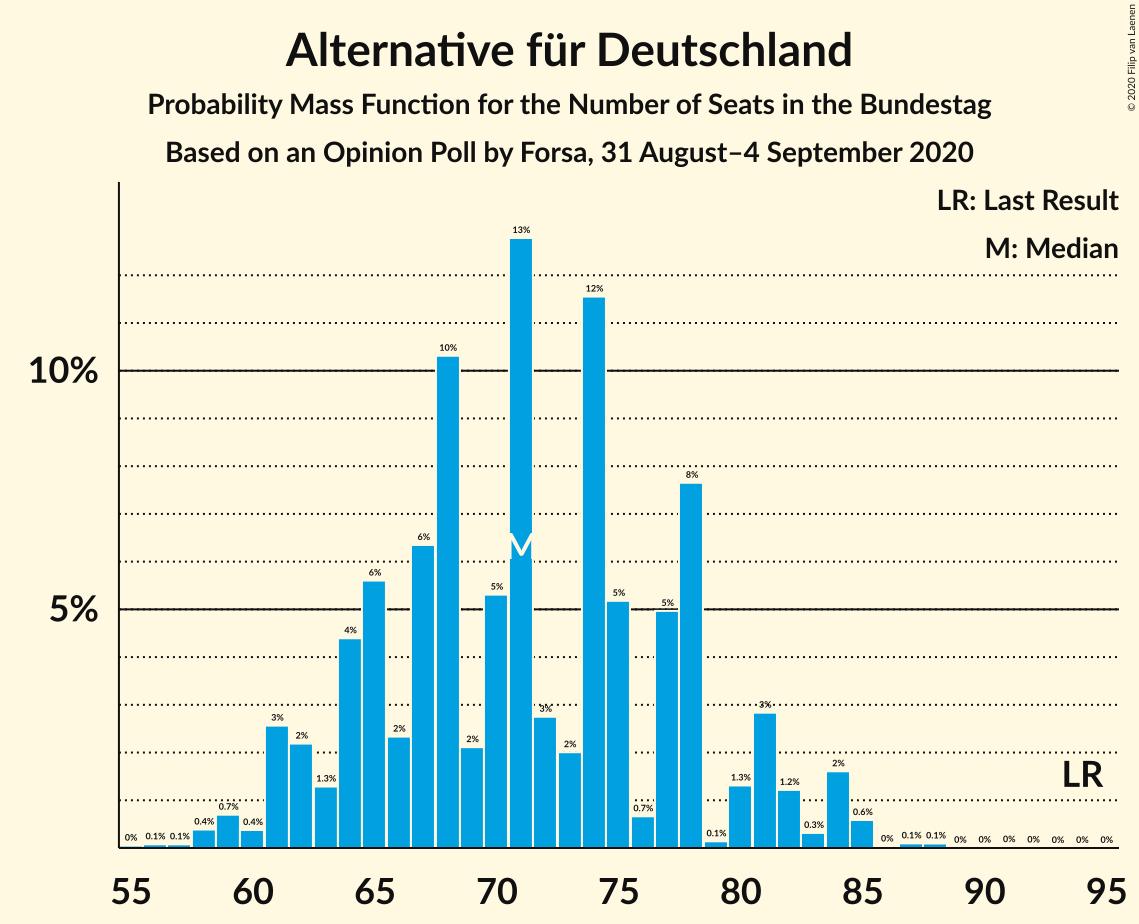 Alternative für Deutschland
Probability Mass Function for the Number of Seats in the Bundestag
Based on an Opinion Poll by Forsa, 31 August–4 September 2020
© 2020 Filip van Laenen
LR: Last Result
M: Median
10%
5%
0% 0.1% 0.1% 0.4% 0.7% 0.4% 3% 2% 1.3% 4% 6% 2% 6% 10% 2% 5% 13% 3% 2% 12% 5% 0.7% 5% 8% 0.1% 1.3% 3% 1.2% 0.3% 2% 0.6% 0% 0.1% 0.1% 0% 0% 0% 0% 0% 0% 0%
M
LR
55 60 65 70 75 80 85 90 95